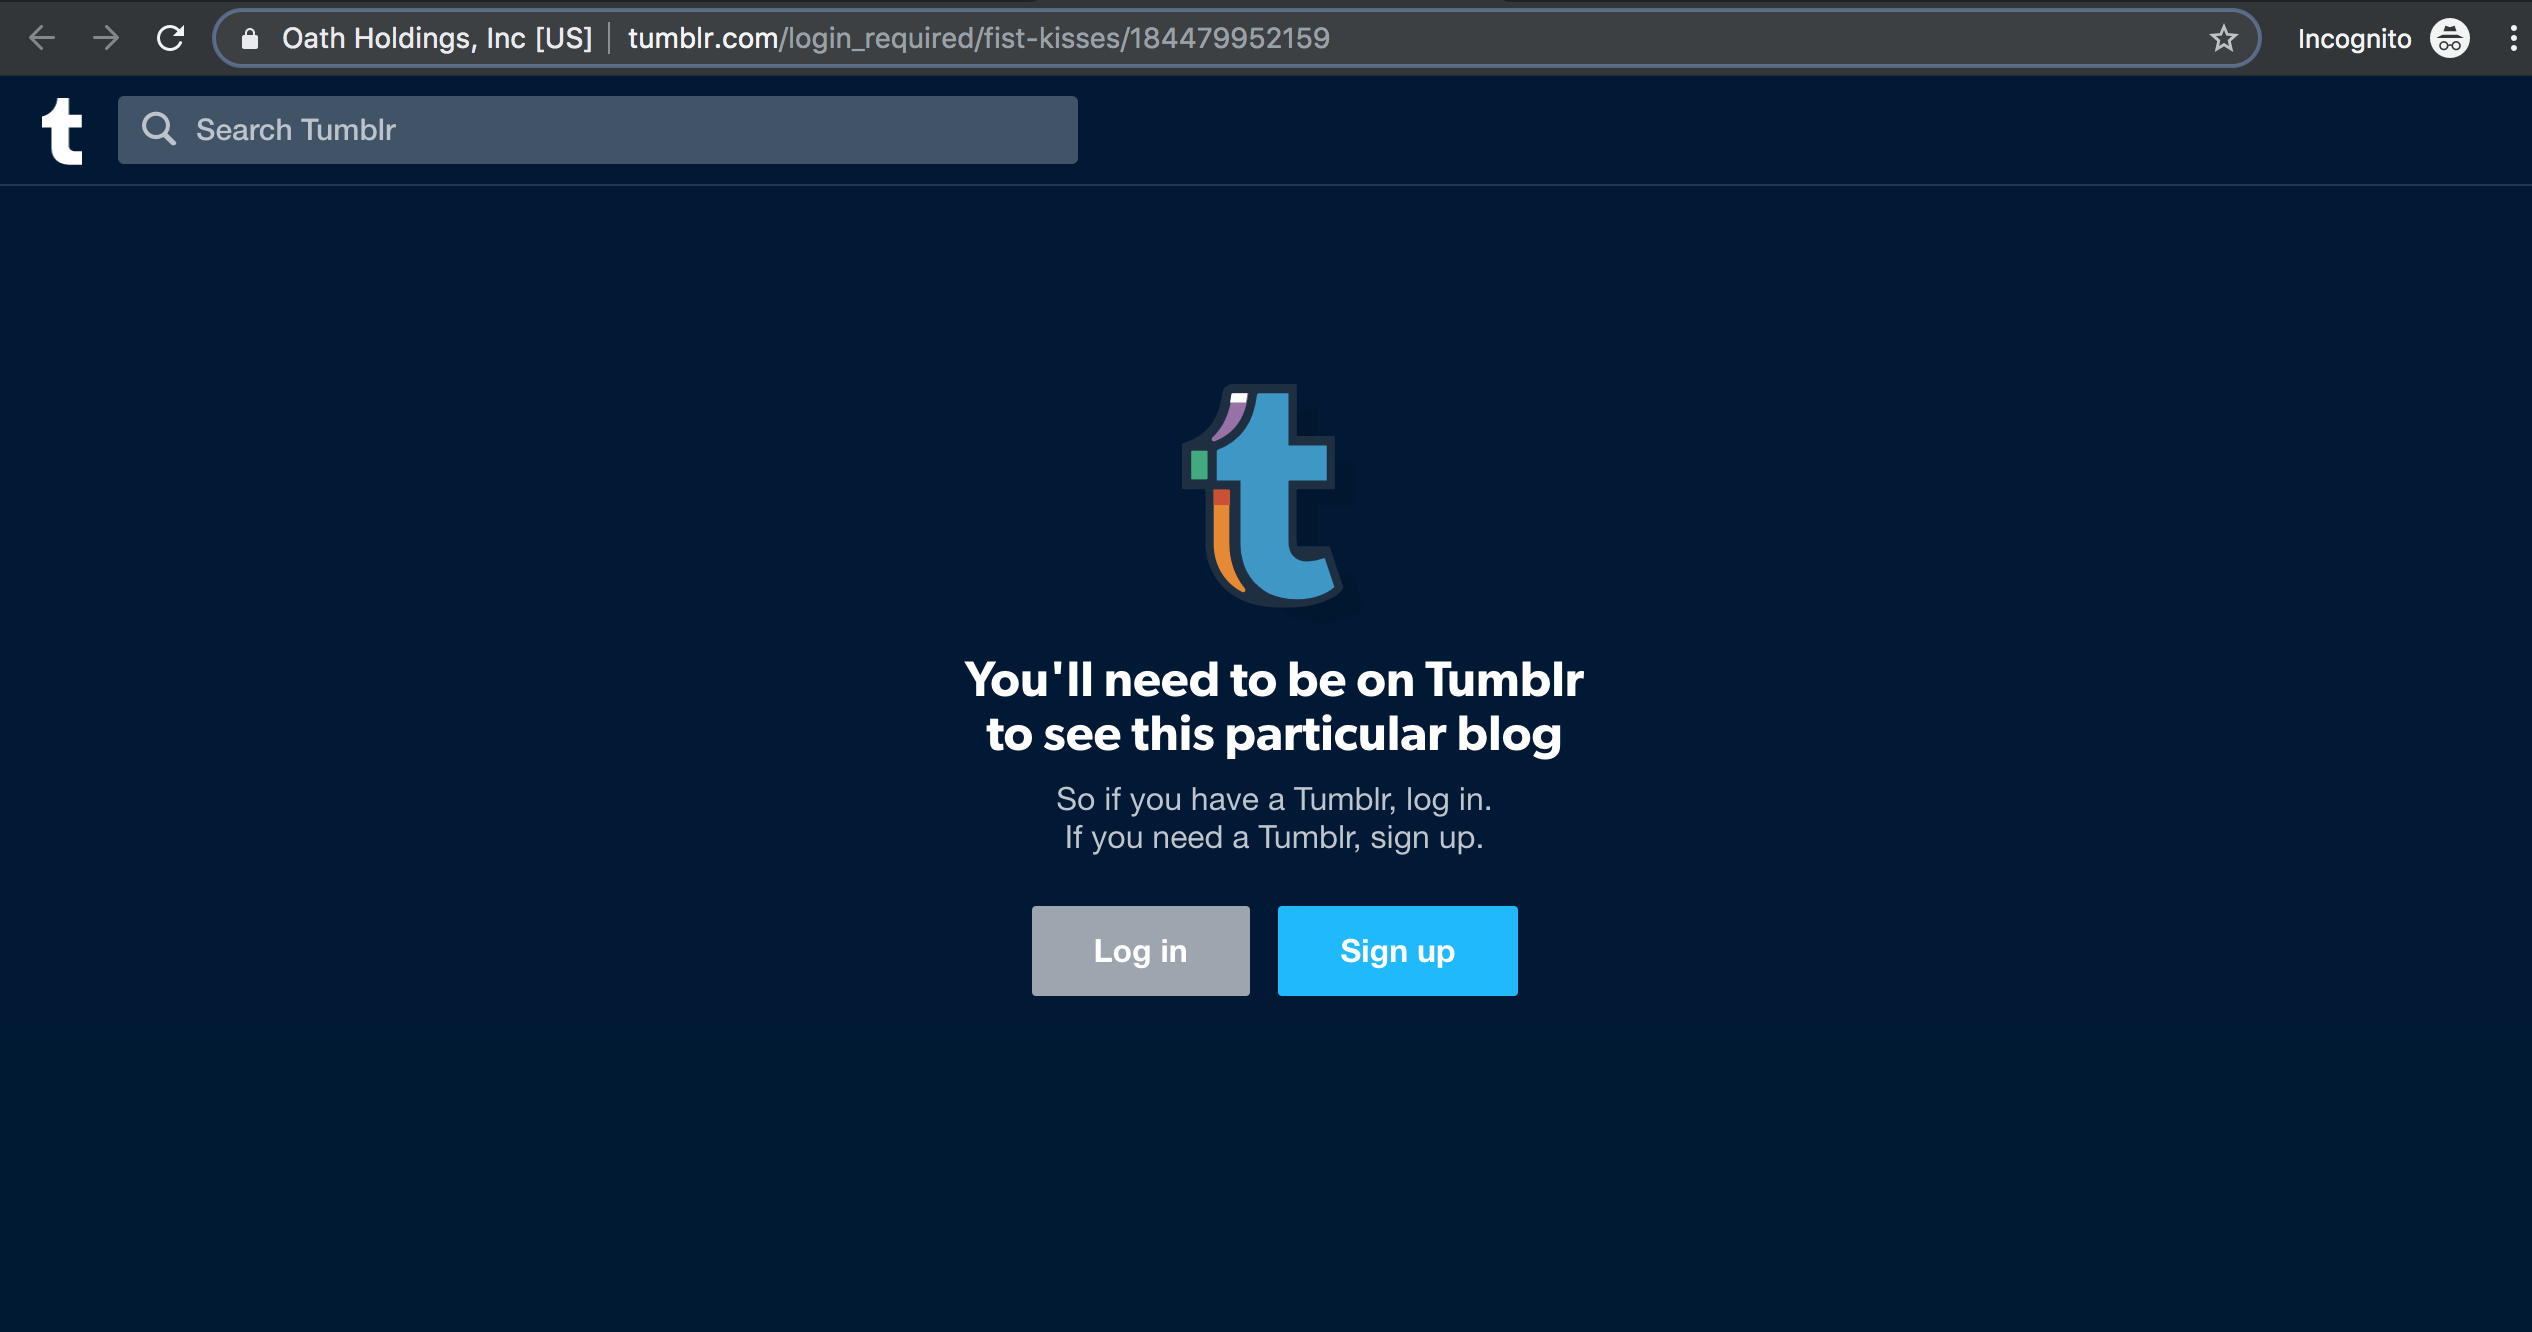 Oath Holdings, Inc [US] tumblr.com/login_required/fist-kisses/184479952159 Incognito
t Search Tumblr
t
You'll need to be on Tumblr
to see this particular blog
So if you have a Tumblr, log in.
If you need a Tumblr, sign up.
Log in Sign up